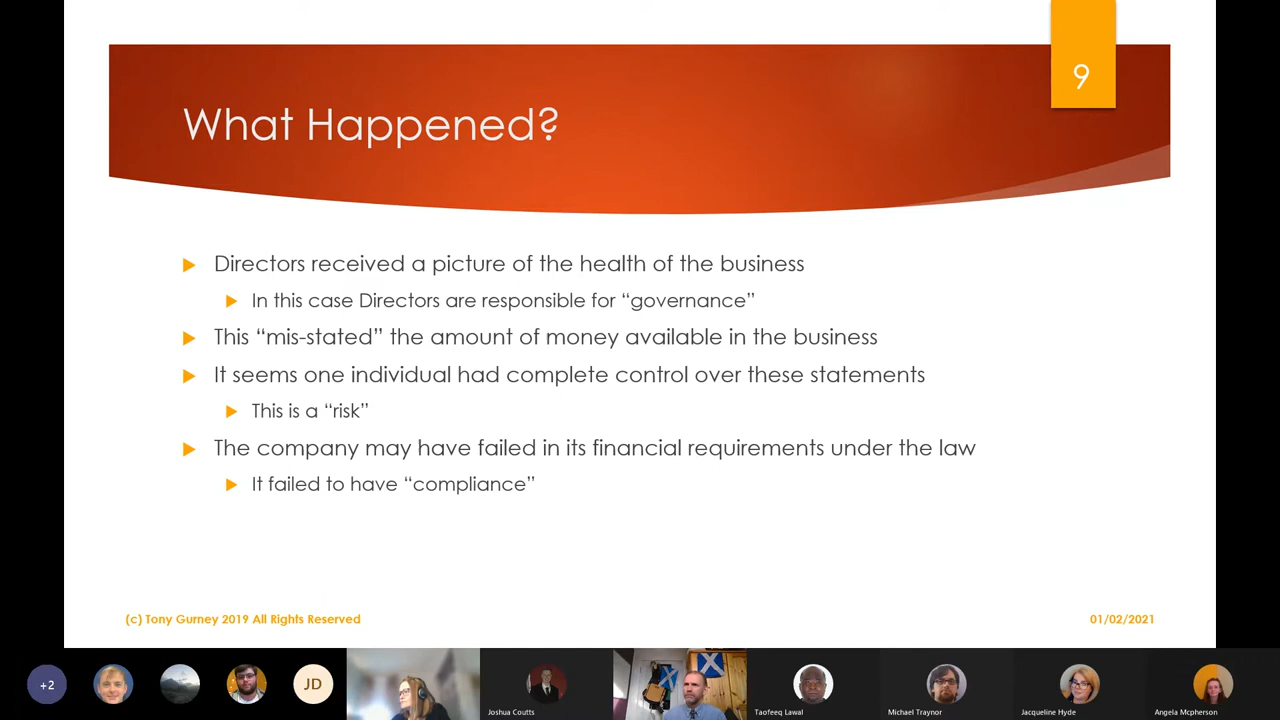 9
What Happened?
Directors received a picture of the health of the business
In this case Directors are responsible for “governance”
This “mis-stated” the amount of money available in the business
It seems one individual had complete control over these statements
This is a “risk”
The company may have failed in its financial requirements under the law
It failed to have “compliance”
(c) Tony Gurney 2019 All Rights Reserved
01/02/2021
+2
JD
Joshua Coutts
Taofeeq Lawal
Michael Traynor
Jacqueline Hyde
Angela Mcpherson